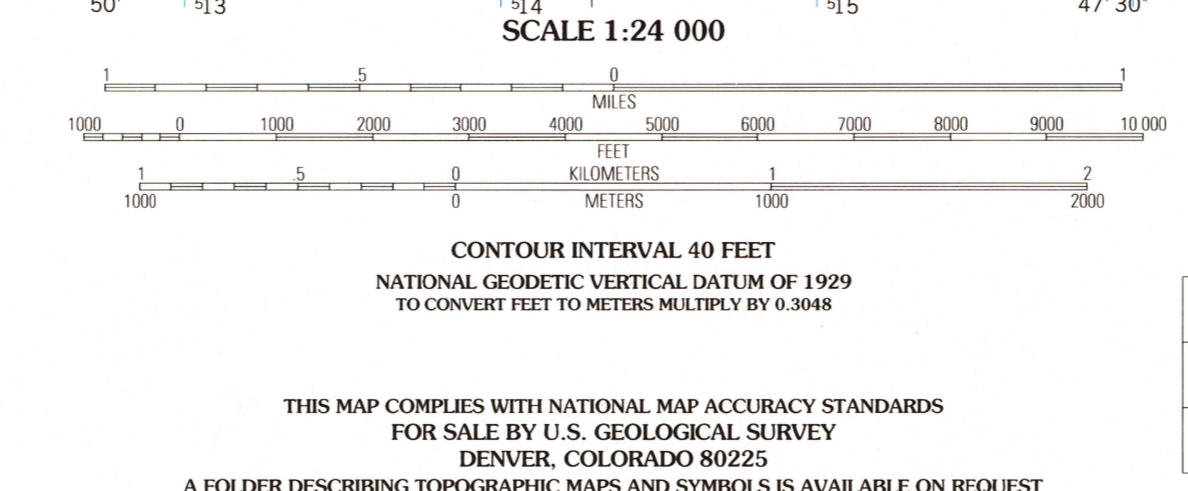 50' 513 514 515 47' 30"
SCALE 1:24 000
1 .5 0 1
MILES
1000 0 1000 2000 3000 4000 5000 6000 7000 8000 9000 10 000
FEET
1 .5 0 KILOMETERS 1 2
1000 0 METERS 1000 2000
CONTOUR INTERVAL 40 FEET
NATIONAL GEODETIC VERTICAL DATUM OF 1929
TO CONVERT FEET TO METERS MULTIPLY BY 0.3048
THIS MAP COMPLIES WITH NATIONAL MAP ACCURACY STANDARDS
FOR SALE BY U.S. GEOLOGICAL SURVEY
DENVER, COLORADO 80225
A FOLDER DESCRIBING TOPOGRAPHIC MAPS AND SYMBOLS IS AVAILABLE ON REQUEST